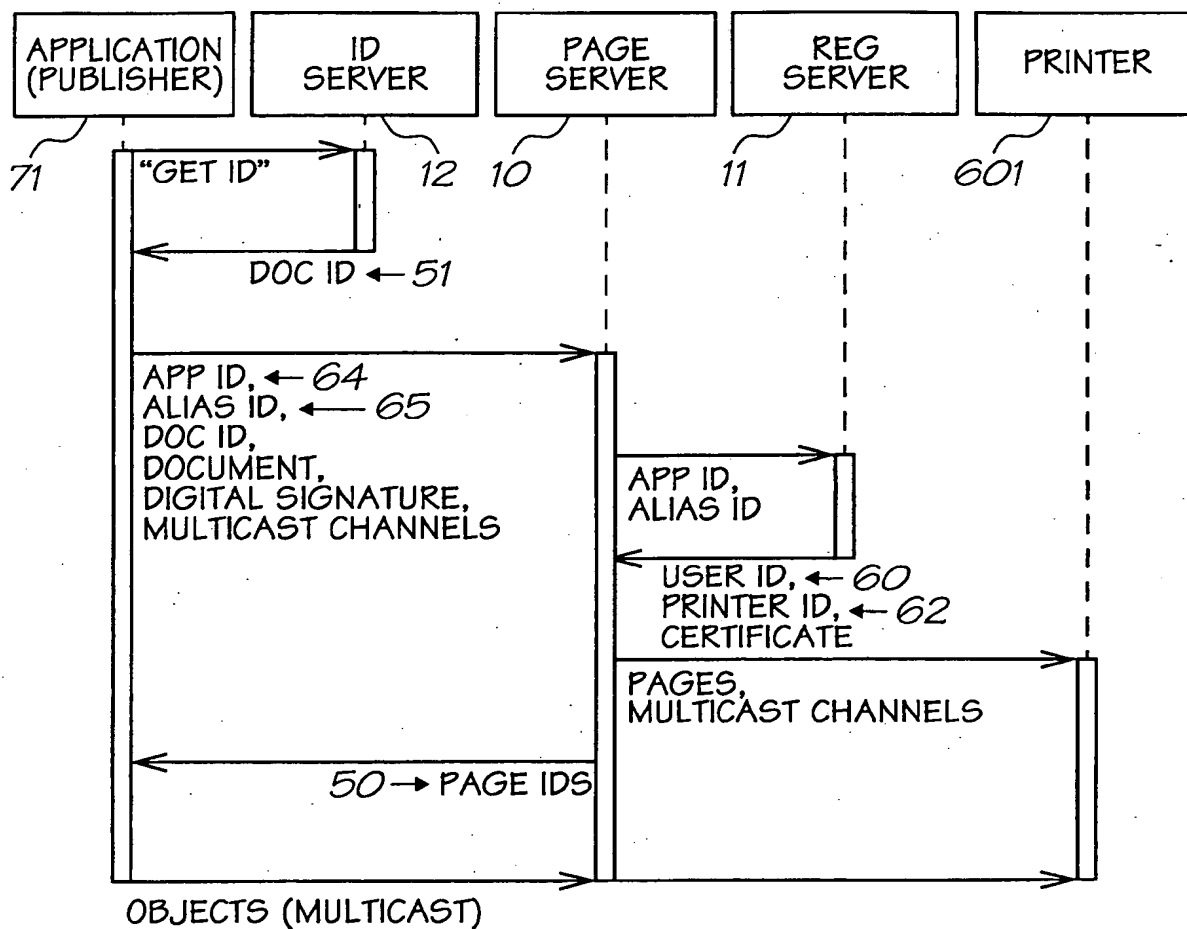 APPLICATION
(PUBLISHER)
ID
SERVER
PAGE
SERVER
REG
SERVER
PRINTER
71
12
10
11
601
"GET ID"
DOC ID ← 51
APP ID, ← 64
ALIAS ID, ← 65
DOC ID,
DOCUMENT,
DIGITAL SIGNATURE,
MULTICAST CHANNELS
APP ID,
ALIAS ID
USER ID, ← 60
PRINTER ID, ← 62
CERTIFICATE
PAGES,
MULTICAST CHANNELS
50 → PAGE IDS
OBJECTS (MULTICAST)